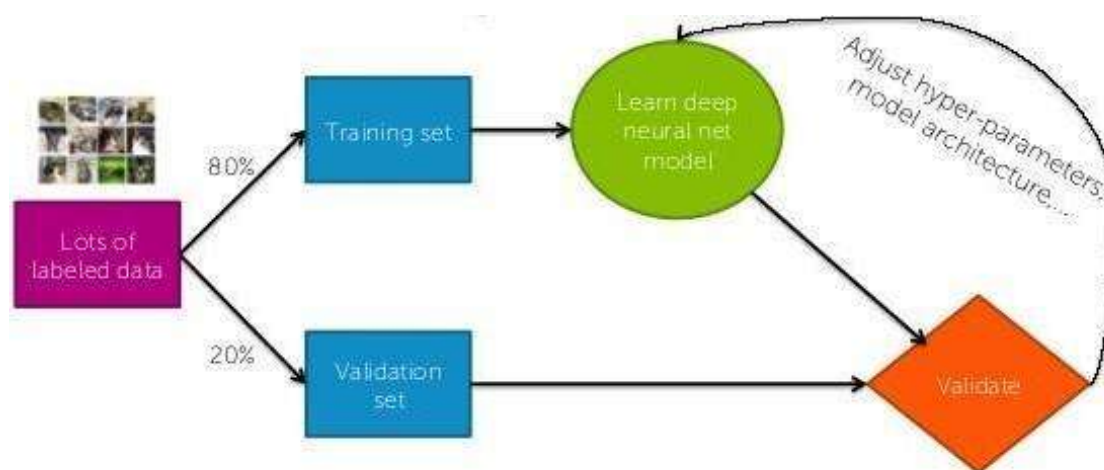 Lots of
labeled data
80%
20%
Training set
Validation
set
Learn deep
neural net
model
Adjust hyper-parameters,
model architecture,...
Validate